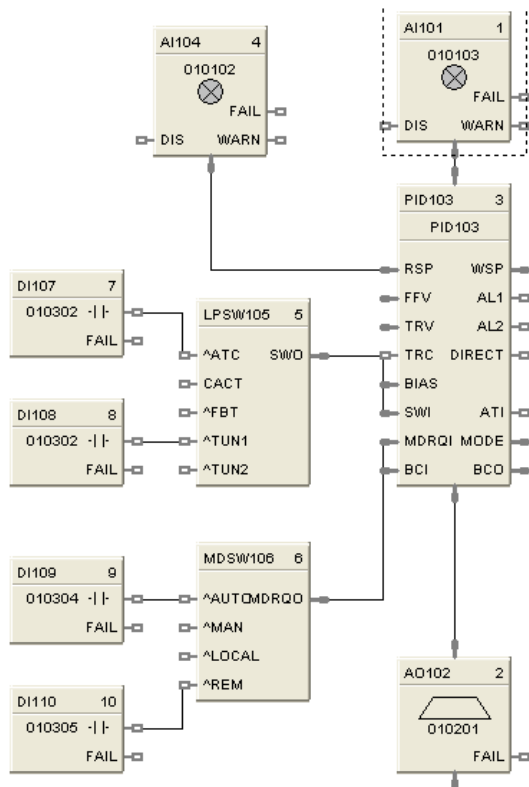 AI104 4
010102
FAIL
DIS WARN
AI101 1
010103
FAIL
DIS WARN
PID103 3
PID103
RSP WSP
FFV AL1
TRV AL2
TRC DIRECT
BIAS
SWI ATI
MDRQI MODE
BCI BCO
DI107 7
010302 -| |-
FAIL
LPSW105 5
^ATC SWO
CACT
^FBT
^TUN1
^TUN2
DI108 8
010302 -| |-
FAIL
DI109 9
010304 -| |-
FAIL
MDSW106 6
^AUTOMDRQO
^MAN
^LOCAL
^REM
DI110 10
010305 -| |-
FAIL
AO102 2
010201
FAIL